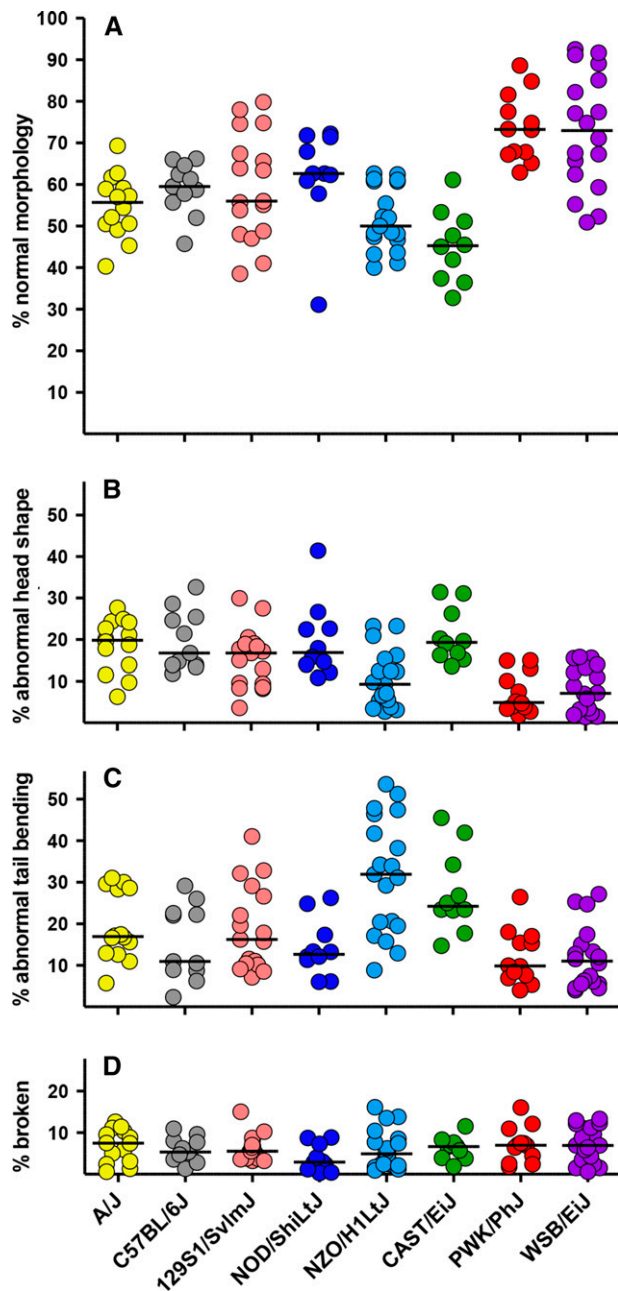 A
% normal morphology
100
90
80
70
60
50
40
30
20
10
B
% abnormal head shape
50
40
30
20
10
C
% abnormal tail bending
50
40
30
20
10
D
% broken
20
10
A/J
C57BL/6J
129S1/SvImJ
NOD/ShiLtJ
NZO/H1LtJ
CAST/EiJ
PWK/PhJ
WSB/EiJ